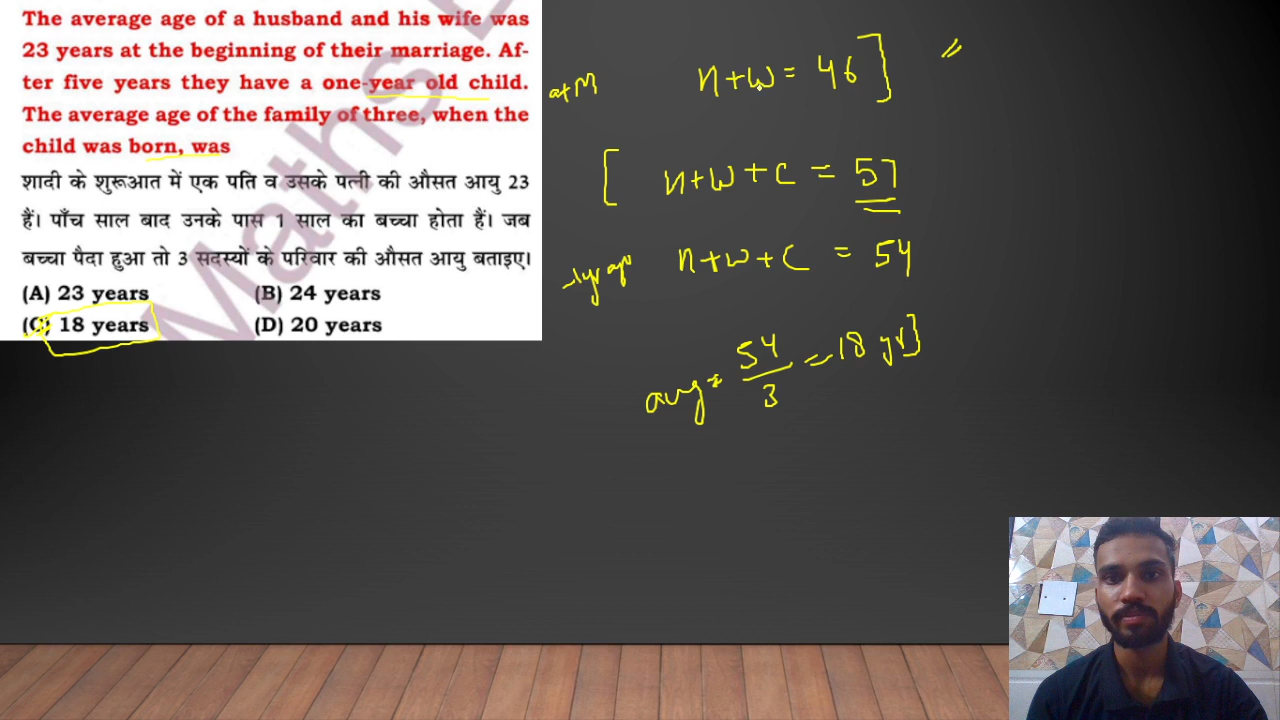 The average age of a husband and his wife was
23 years at the beginning of their marriage. Af-
ter five years they have a one-year old child.
The average age of the family of three, when the
child was born, was
शादी के शुरूआत में एक पति व उसके पत्नी की औसत आयु 23
हैं। पाँच साल बाद उनके पास 1 साल का बच्चा होता हैं। जब
बच्चा पैदा हुआ तो 3 सदस्यों के परिवार की औसत आयु बताइए।
(A) 23 years (B) 24 years
(C) 18 years (D) 20 years
Maths
at M H+W = 46]
[ H+W+C = 57
H+W+C = 54
avg = 54/3 = 18 yr]